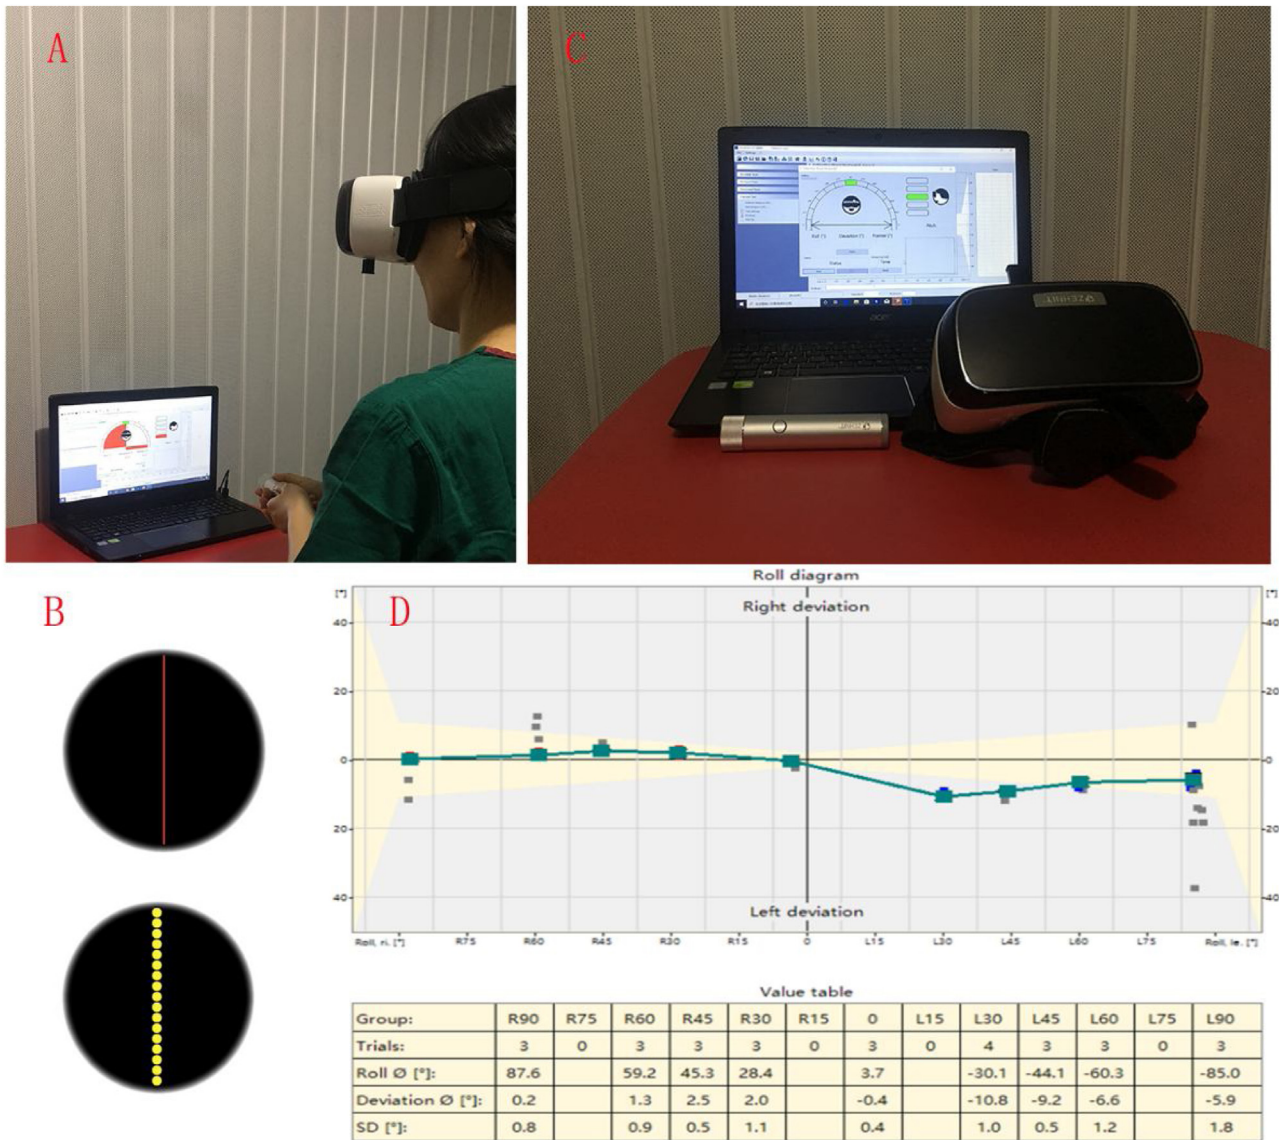 A
C
acer
ZEHNIT
B
D
Roll diagram
[°] Right deviation [°]
40 40
20 20
0 0
20 20
40 40
Left deviation
Roll, ri. [°] R75 R60 R45 R30 R15 0 L15 L30 L45 L60 L75 Roll, le. [°]
Value table
Group: R90 R75 R60 R45 R30 R15 0 L15 L30 L45 L60 L75 L90
Trials: 3 0 3 3 3 0 3 0 4 3 3 0 3
Roll Ø [°]: 87.6 59.2 45.3 28.4 3.7 -30.1 -44.1 -60.3 -85.0
Deviation Ø [°]: 0.2 1.3 2.5 2.0 -0.4 -10.8 -9.2 -6.6 -5.9
SD [°]: 0.8 0.9 0.5 1.1 0.4 1.0 0.5 1.2 1.8